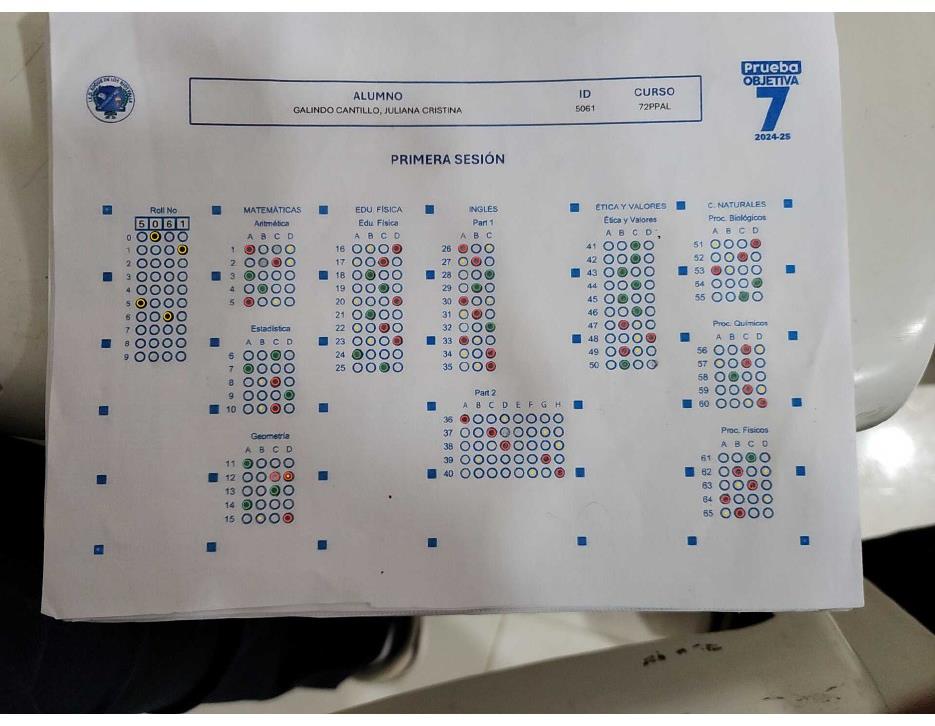 Prueba
OBJETIVA
7
2024-25
ALUMNO ID CURSO
GALINDO CANTILLO, JULIANA CRISTINA 5061 72PPAL
PRIMERA SESIÓN
Roll No
5 0 6 1
0
1
2
3
4
5
6
7
8
9
MATEMÁTICAS
Aritmética
A B C D
1
2
3
4
5
Estadística
A B C D
6
7
8
9
10
Geometría
A B C D
11
12
13
14
15
EDU. FÍSICA
Edu. Física
A B C D
16
17
18
19
20
21
22
23
24
25
INGLES
Part 1
A B C
26
27
28
29
30
31
32
33
34
35
Part 2
A B C D E F G H
36
37
38
39
40
ÉTICA Y VALORES
Ética y Valores
A B C D
41
42
43
44
45
46
47
48
49
50
C. NATURALES
Proc. Biológicos
A B C D
51
52
53
54
55
Proc. Químicos
A B C D
56
57
58
59
60
Proc. Físicos
A B C D
61
62
63
64
65